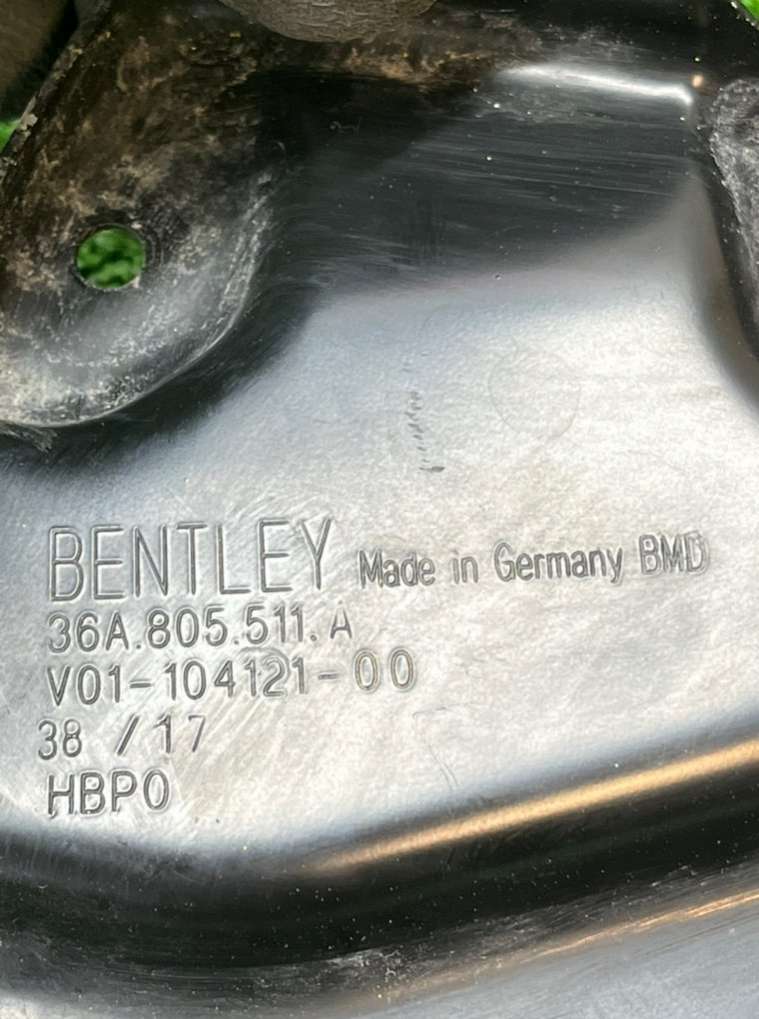 BENTLEY Made in Germany BMD
36A.805.511.A
V01-104121-00
38 /17
HBPO